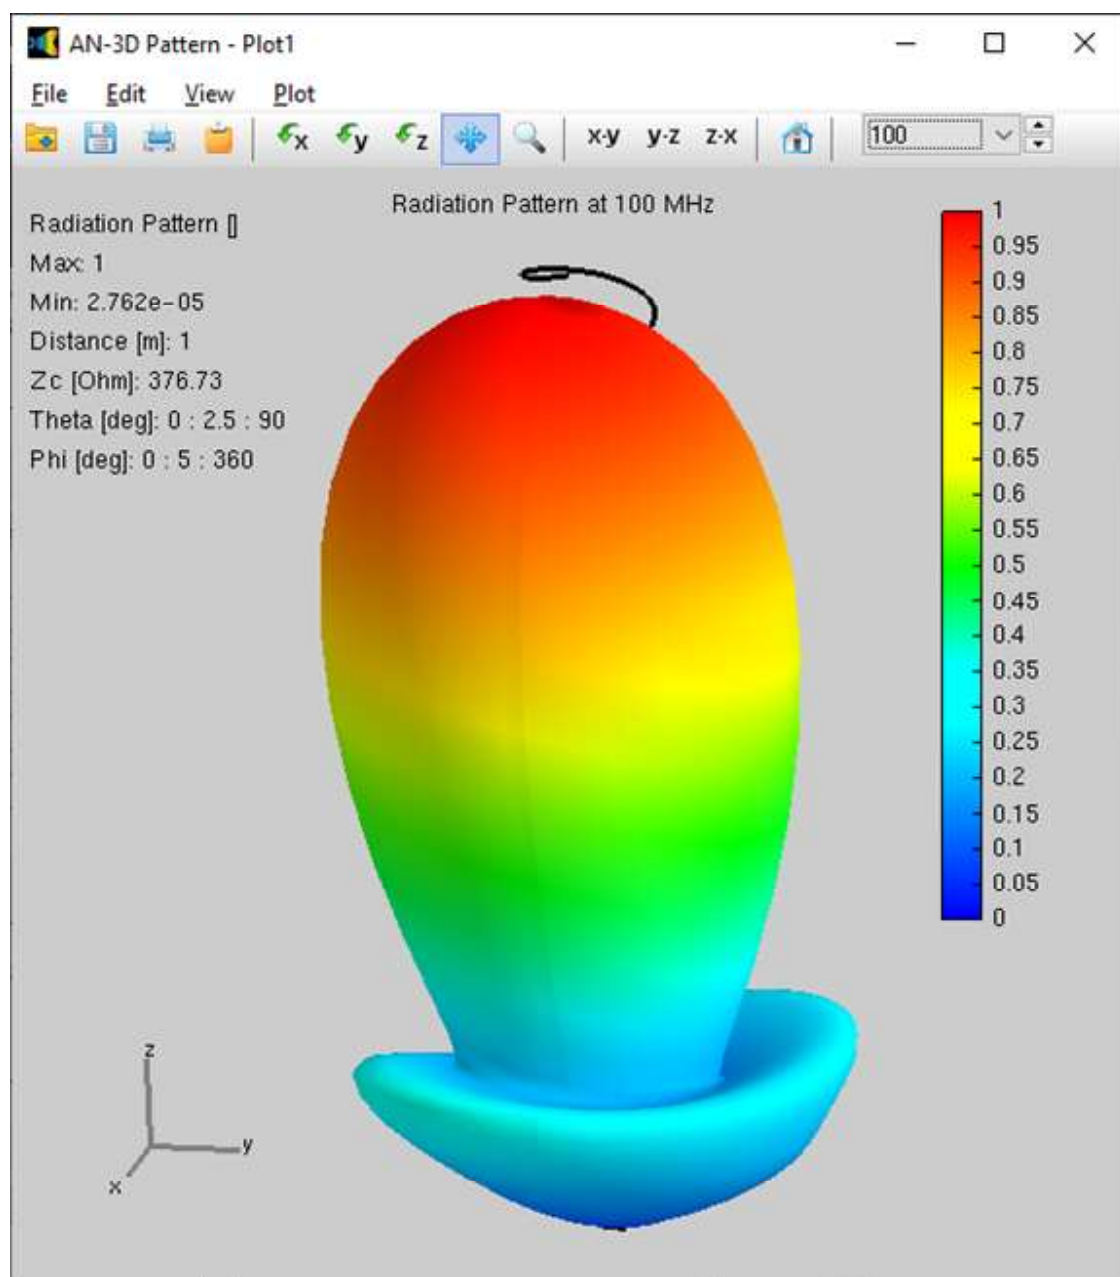 AN-3D Pattern - Plot1
File Edit View Plot
x y z x-y y-z z-x 100
Radiation Pattern at 100 MHz
Radiation Pattern []
Max: 1
Min: 2.762e-05
Distance [m]: 1
Zc [Ohm]: 376.73
Theta [deg]: 0 : 2.5 : 90
Phi [deg]: 0 : 5 : 360
1
0.95
0.9
0.85
0.8
0.75
0.7
0.65
0.6
0.55
0.5
0.45
0.4
0.35
0.3
0.25
0.2
0.15
0.1
0.05
0
z
y
x